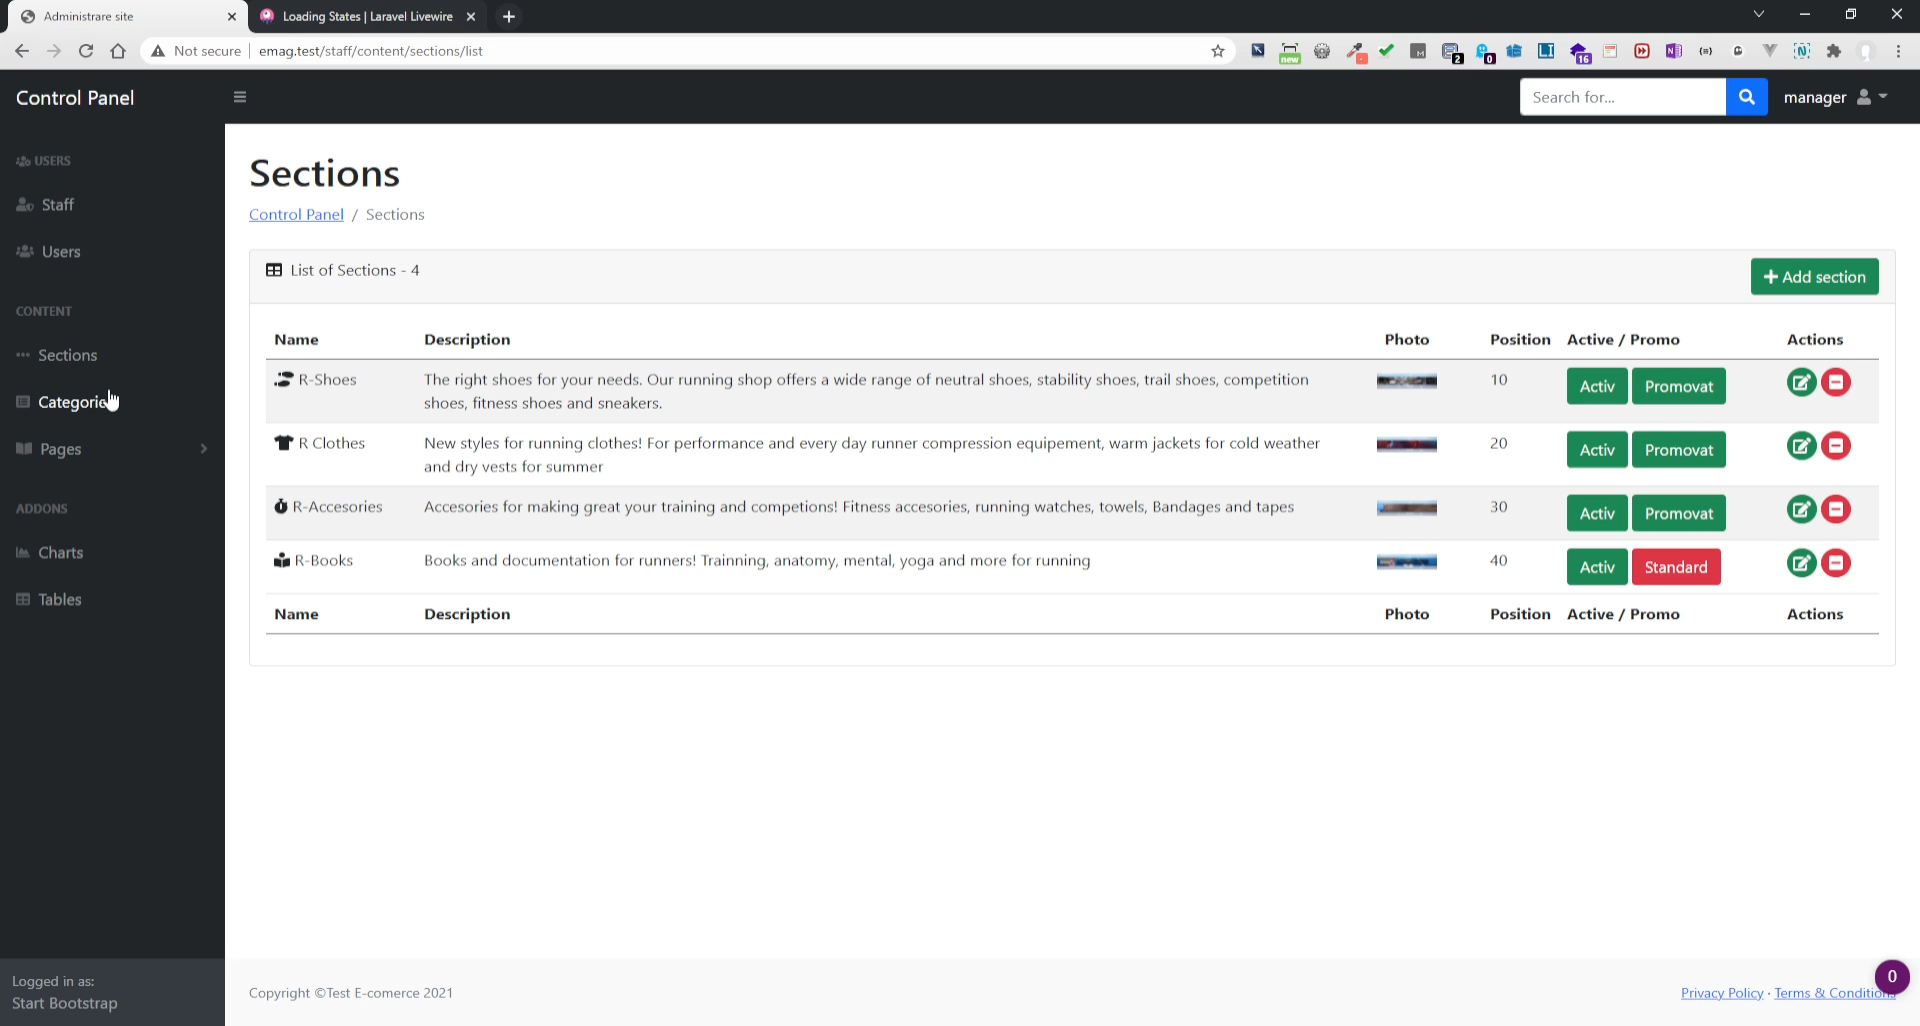 Administrare site
Loading States | Laravel Livewire
Not secure emag.test/staff/content/sections/list
new
2
0
16
Control Panel
Search for...
manager
USERS
Staff
Users
CONTENT
Sections
Categorie
Pages
ADDONS
Charts
Tables
Logged in as:
Start Bootstrap
Sections
Control Panel / Sections
List of Sections - 4
Add section
Name Description Photo Position Active / Promo Actions
R-Shoes The right shoes for your needs. Our running shop offers a wide range of neutral shoes, stability shoes, trail shoes, competition 10 Activ Promovat
shoes, fitness shoes and sneakers.
R Clothes New styles for running clothes! For performance and every day runner compression equipement, warm jackets for cold weather 20 Activ Promovat
and dry vests for summer
R-Accesories Accesories for making great your training and competions! Fitness accesories, running watches, towels, Bandages and tapes 30 Activ Promovat
R-Books Books and documentation for runners! Trainning, anatomy, mental, yoga and more for running 40 Activ Standard
Name Description Photo Position Active / Promo Actions
0
Copyright ©Test E-comerce 2021
Privacy Policy · Terms & Conditions